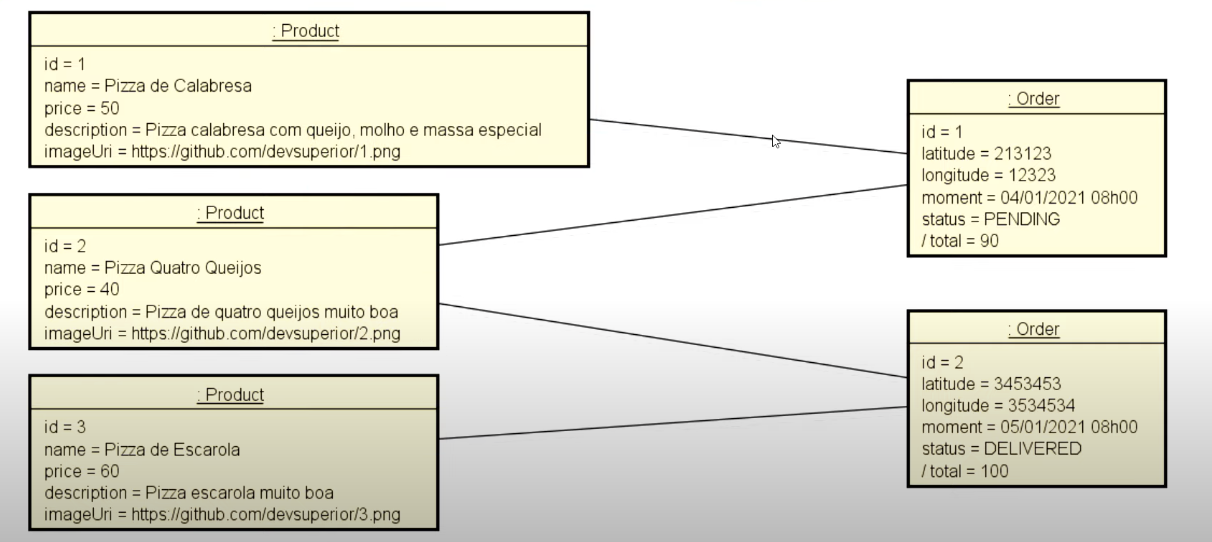 : Product
id = 1
name = Pizza de Calabresa
price = 50
description = Pizza calabresa com queijo, molho e massa especial
imageUri = https://github.com/devsuperior/1.png
: Product
id = 2
name = Pizza Quatro Queijos
price = 40
description = Pizza de quatro queijos muito boa
imageUri = https://github.com/devsuperior/2.png
: Product
id = 3
name = Pizza de Escarola
price = 60
description = Pizza escarola muito boa
imageUri = https://github.com/devsuperior/3.png
: Order
id = 1
latitude = 213123
longitude = 12323
moment = 04/01/2021 08h00
status = PENDING
/ total = 90
: Order
id = 2
latitude = 3453453
longitude = 3534534
moment = 05/01/2021 08h00
status = DELIVERED
/ total = 100